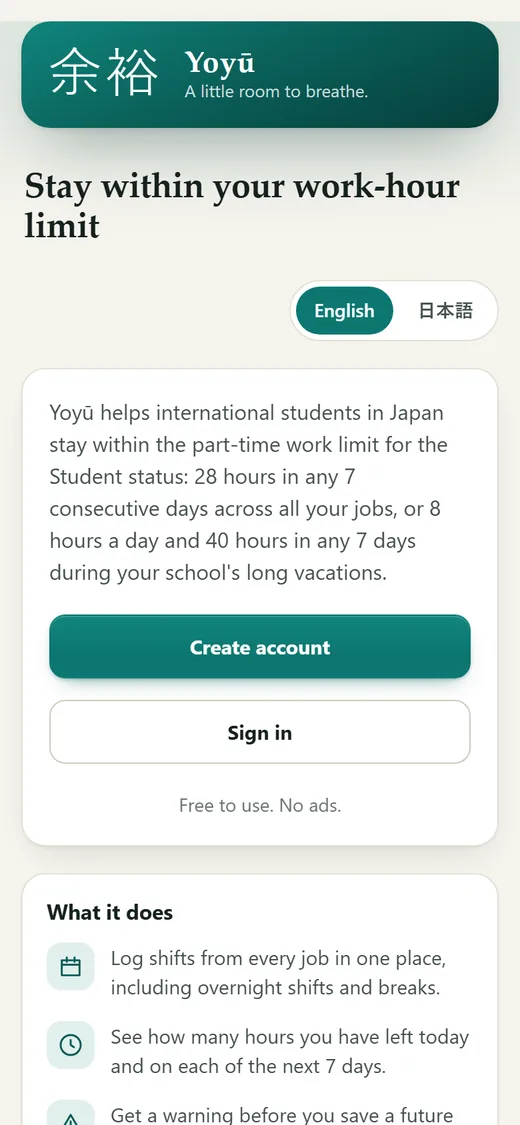 余裕
Yoyū
A little room to breathe.
Stay within your work-hour
limit
English
日本語
Yoyū helps international students in Japan
stay within the part-time work limit for the
Student status: 28 hours in any 7
consecutive days across all your jobs, or 8
hours a day and 40 hours in any 7 days
during your school's long vacations.
Create account
Sign in
Free to use. No ads.
What it does
Log shifts from every job in one place,
including overnight shifts and breaks.
See how many hours you have left today
and on each of the next 7 days.
Get a warning before you save a future